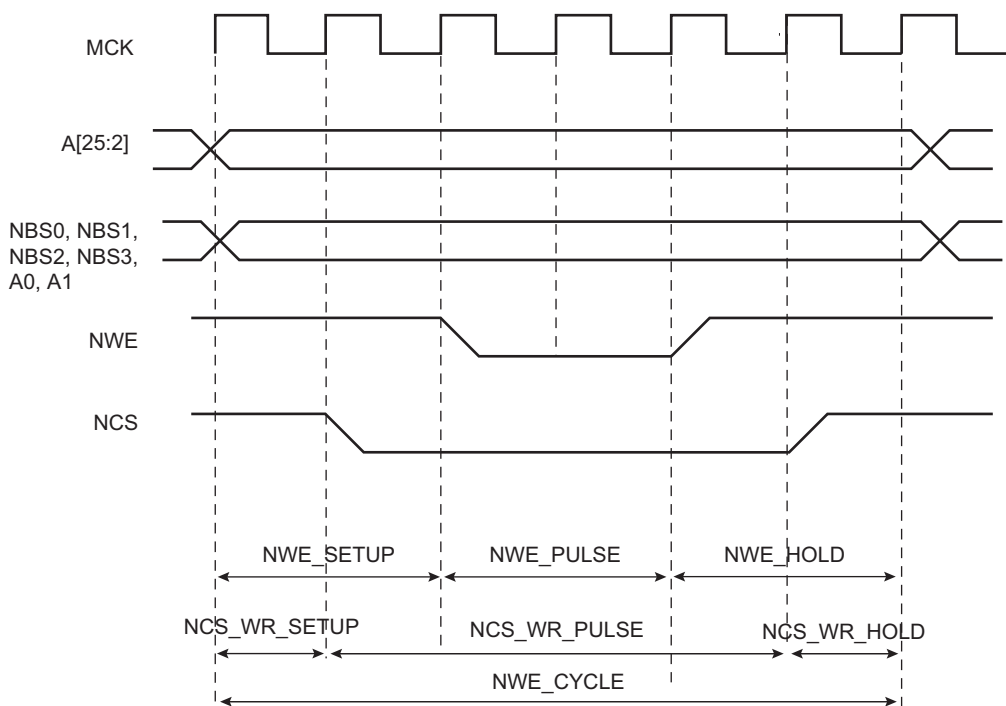 MCK
A[25:2]
NBS0, NBS1,
NBS2, NBS3,
A0, A1
NWE
NCS
NWE_SETUP
NWE_PULSE
NWE_HOLD
NCS_WR_SETUP
NCS_WR_PULSE
NCS_WR_HOLD
NWE_CYCLE